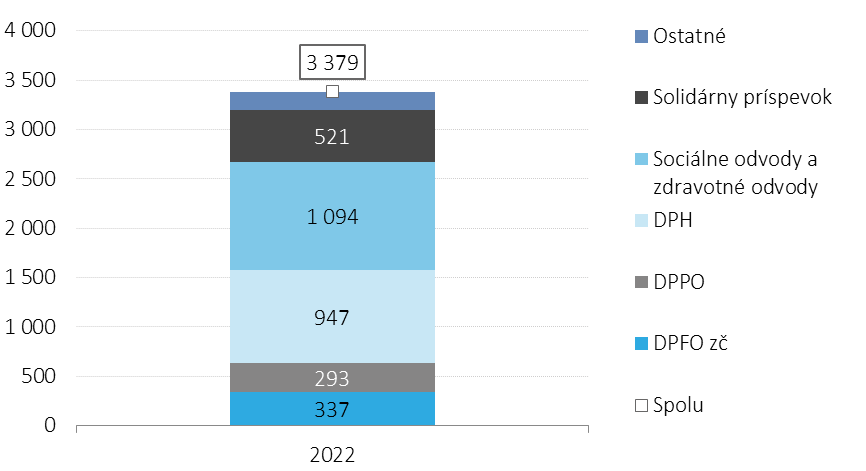 4 000
3 500
3 000
2 500
2 000
1 500
1 000
500
0
3 379
521
1 094
947
293
337
2022
Ostatné
Solidárny príspevok
Sociálne odvody a
zdravotné odvody
DPH
DPPO
DPFO zč
Spolu